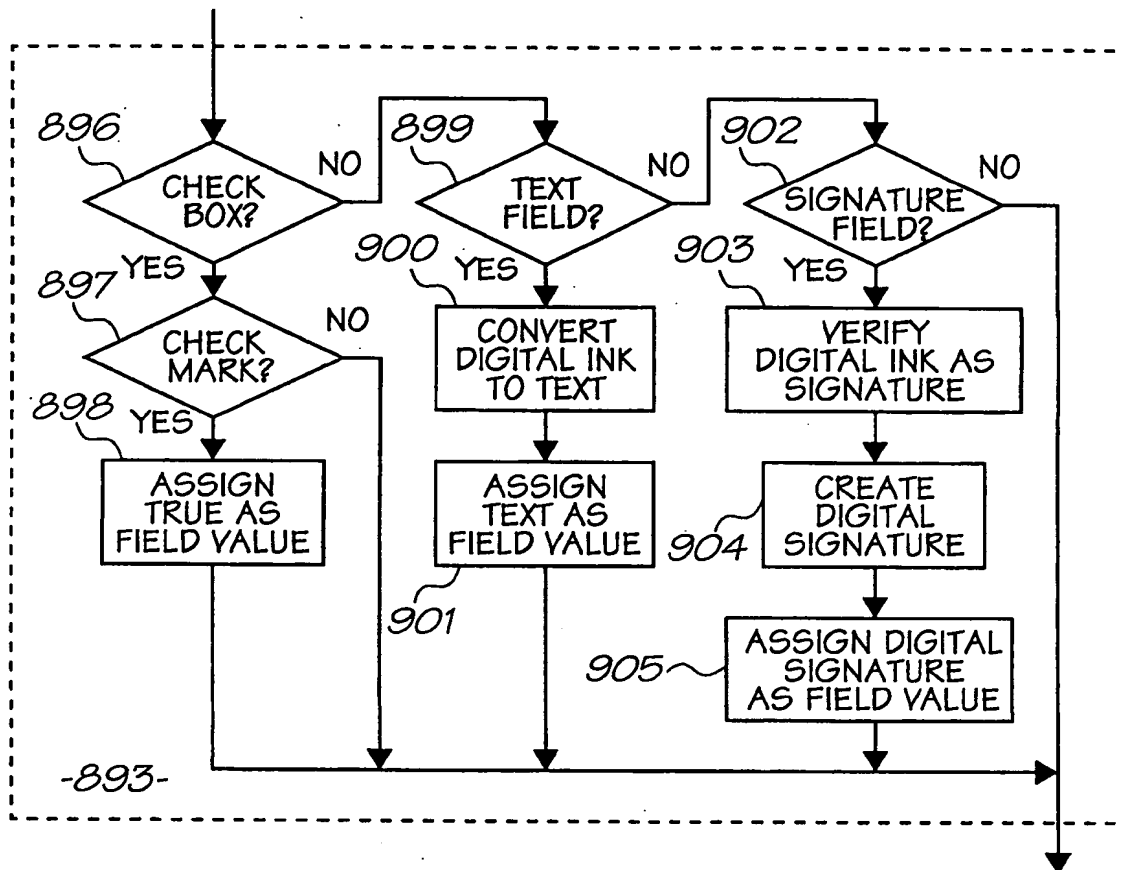 896
CHECK
BOX?
NO
YES
897
CHECK
MARK?
NO
YES
898
ASSIGN
TRUE AS
FIELD VALUE
899
TEXT
FIELD?
NO
YES
900
CONVERT
DIGITAL INK
TO TEXT
ASSIGN
TEXT AS
FIELD VALUE
901
902
SIGNATURE
FIELD?
NO
YES
903
VERIFY
DIGITAL INK AS
SIGNATURE
CREATE
DIGITAL
SIGNATURE
904
ASSIGN DIGITAL
SIGNATURE
AS FIELD VALUE
905
-893-